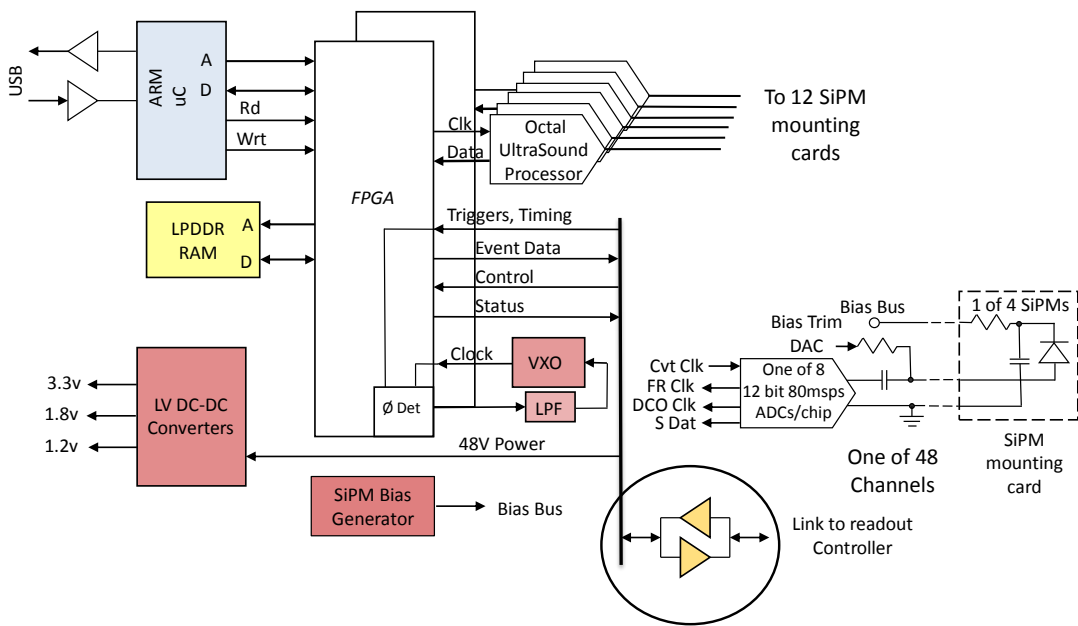 USB
ARM
uC
A
D
Rd
Wrt
FPGA
Clk
Data
Octal
UltraSound
Processor
To 12 SiPM
mounting
cards
LPDDR
RAM
A
D
Triggers, Timing
Event Data
Control
Status
Clock
VXO
LPF
Ø Det
3.3v
1.8v
1.2v
LV DC-DC
Converters
48V Power
SiPM Bias
Generator
Bias Bus
Link to readout
Controller
Bias Bus
Bias Trim
DAC
1 of 4 SiPMs
Cvt Clk
FR Clk
DCO Clk
S Dat
One of 8
12 bit 80msps
ADCs/chip
One of 48
Channels
SiPM
mounting
card